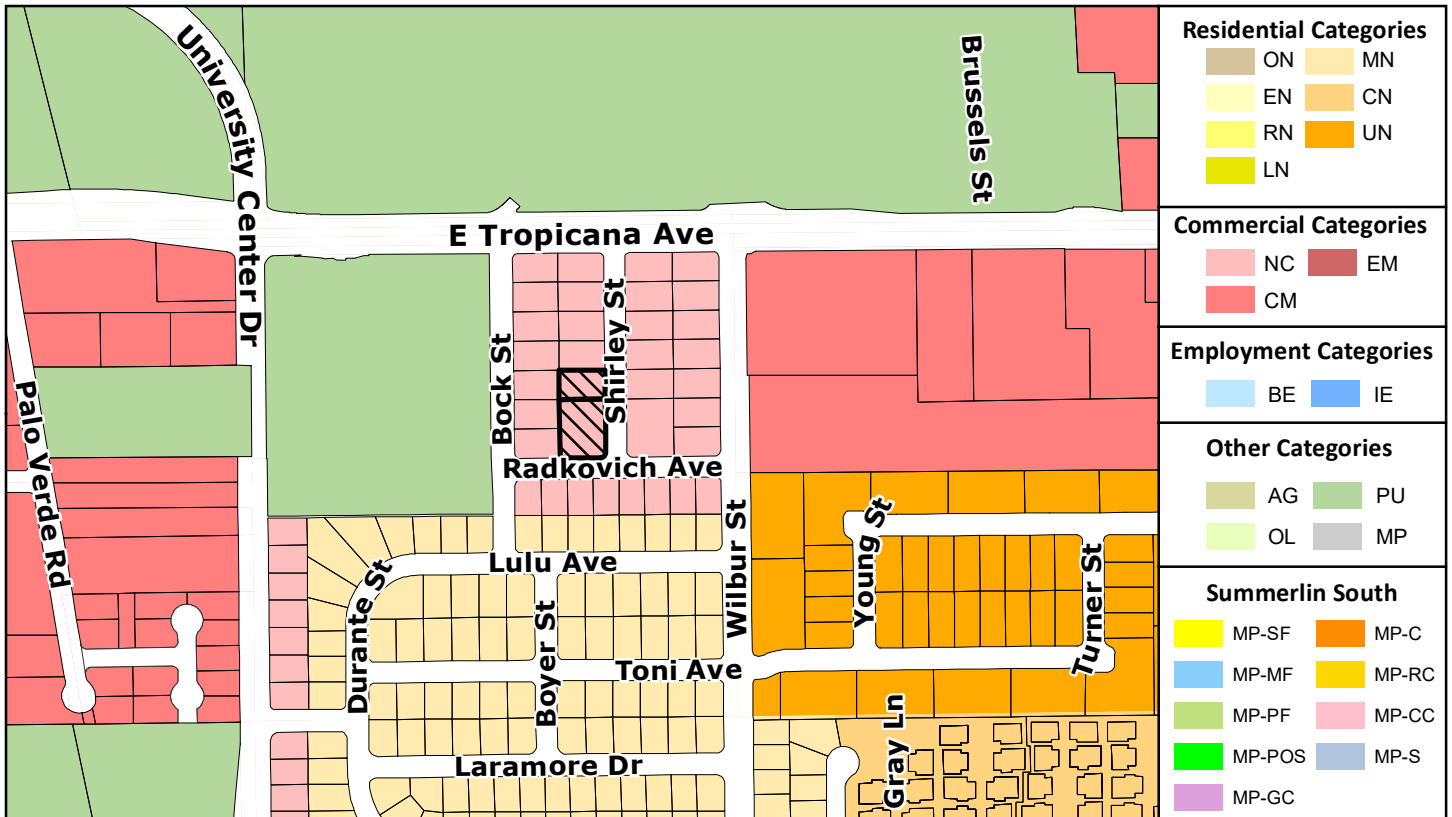 University Center Dr
Brussels St
E Tropicana Ave
Shirley St
Bock St
Palo Verde Rd
Radkovich Ave
Wilbur St
Young St
Lulu Ave
Durante St
Boyer St
Turner St
Toni Ave
Gray Ln
Laramore Dr
Residential Categories
ON MN
EN CN
RN UN
LN
Commercial Categories
NC EM
CM
Employment Categories
BE IE
Other Categories
AG PU
OL MP
Summerlin South
MP-SF MP-C
MP-MF MP-RC
MP-PF MP-CC
MP-POS MP-S
MP-GC